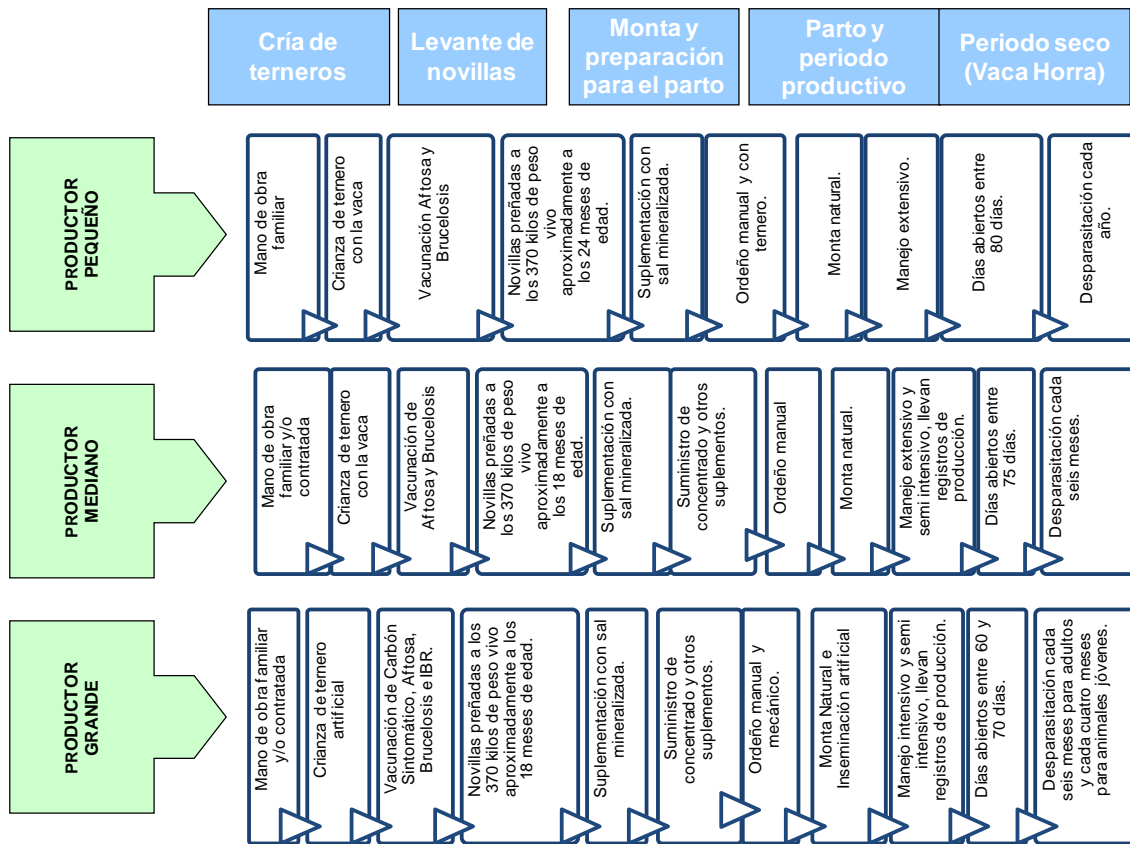 Cría de
terneros
Levante de
novillas
Monta y
preparación
para el parto
Parto y
periodo
productivo
Periodo seco
(Vaca Horra)
PRODUCTOR
PEQUEÑO
Mano de obra
familiar
Crianza de ternero
con la vaca
Vacunación Aftosa y
Brucelosis
Novillas preñadas a
los 370 kilos de peso
vivo
aproximadamente a
los 24 meses de
edad.
Suplementación con
sal mineralizada.
Ordeño manual y con
ternero.
Monta natural.
Manejo extensivo.
Días abiertos entre
80 días.
Desparasitación cada
año.
PRODUCTOR
MEDIANO
Mano de obra
familiar y/o
contratada
Crianza de ternero
con la vaca
Vacunación de
Aftosa y Brucelosis
Novillas preñadas a
los 370 kilos de peso
vivo
aproximadamente a
los 18 meses de
edad.
Suplementación con
sal mineralizada.
Suministro de
concentrado y otros
suplementos.
Ordeño manual
Monta natural.
Manejo extensivo y
semi intensivo, llevan
registros de
producción.
Días abiertos entre
75 días.
Desparasitación cada
seis meses.
PRODUCTOR
GRANDE
Mano de obra familiar
y/o contratada
Crianza de ternero
artificial
Vacunación de Carbón
Sintomático, Aftosa,
Brucelosis e IBR.
Novillas preñadas a los
370 kilos de peso vivo
aproximadamente a los
18 meses de edad.
Suplementación con sal
mineralizada.
Suministro de
concentrado y otros
suplementos.
Ordeño manual y
mecánico.
Monta Natural e
Inseminación artificial
Manejo intensivo y semi
intensivo, llevan
registros de producción.
Días abiertos entre 60 y
70 días.
Desparasitación cada
seis meses para adultos
y cada cuatro meses
para animales jóvenes.